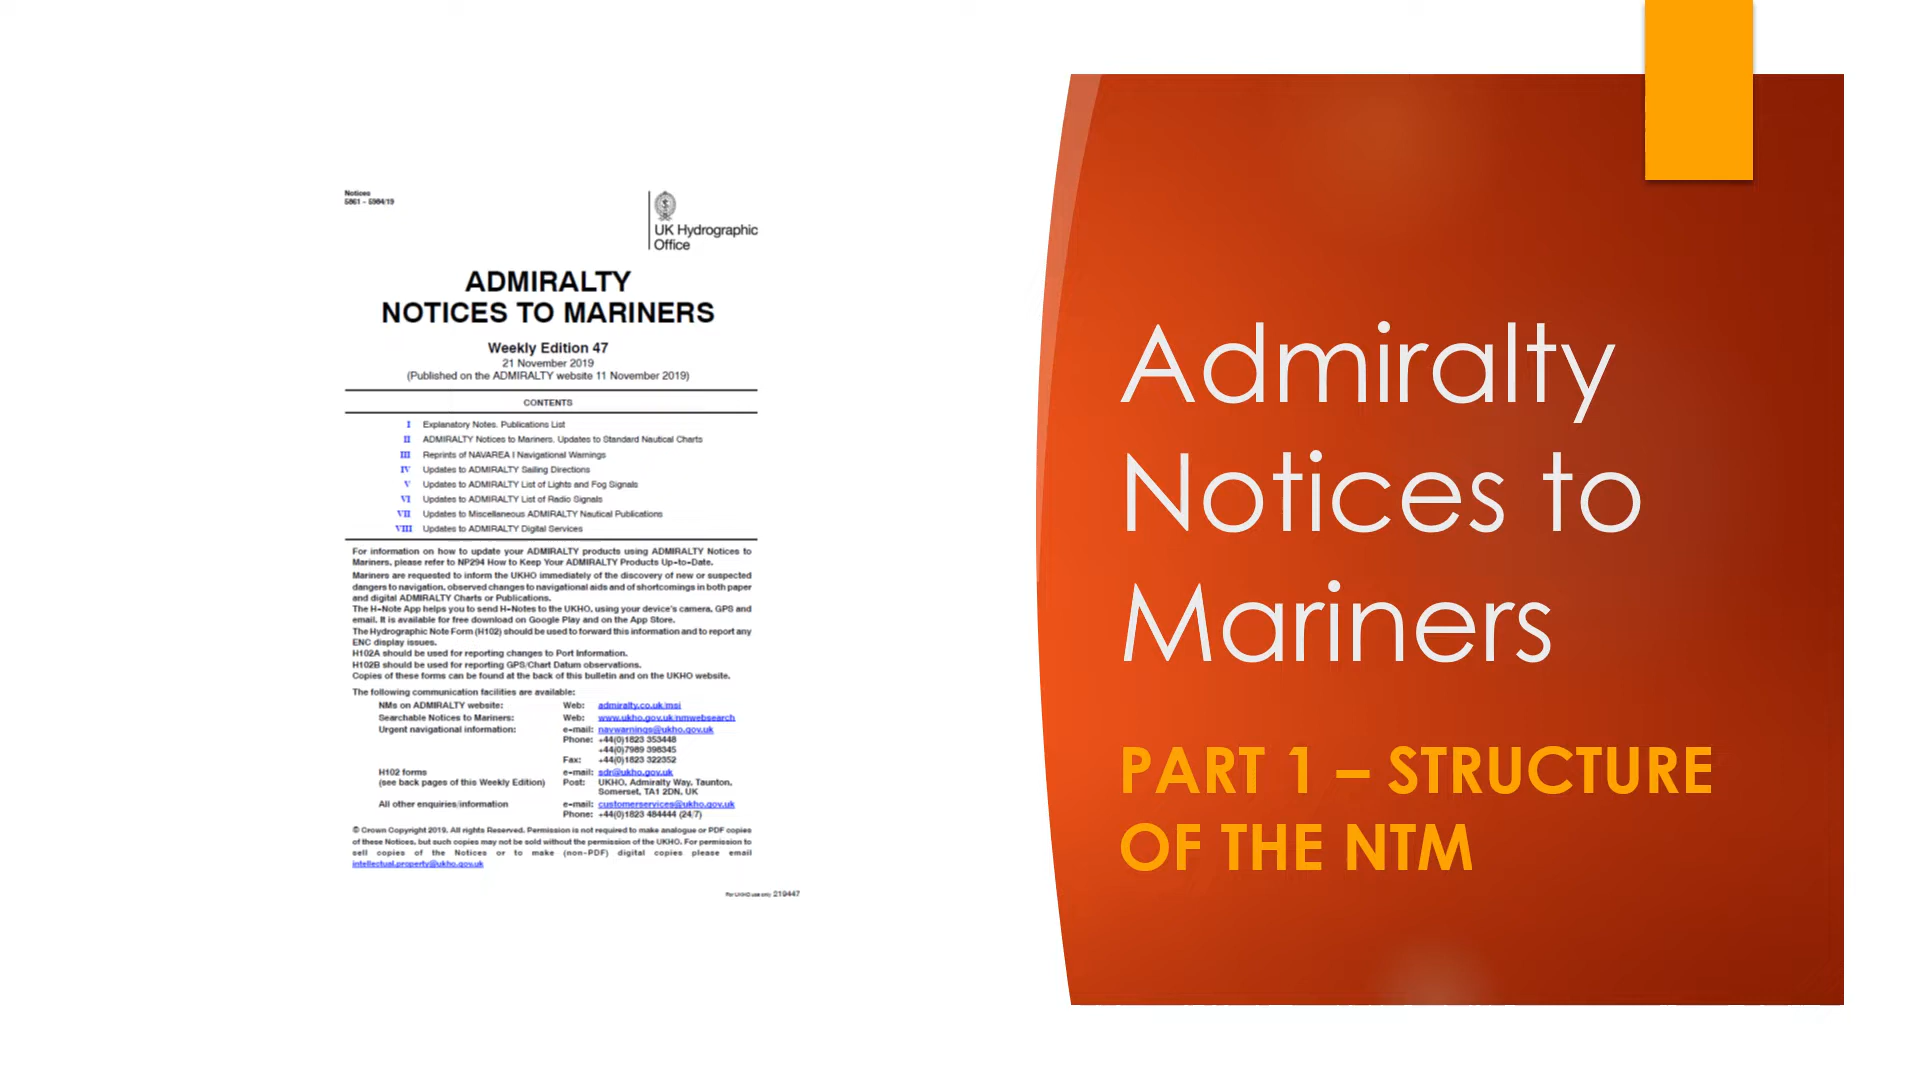 Notices
5861 – 5984/19
UK Hydrographic
Office
ADMIRALTY
NOTICES TO MARINERS
Weekly Edition 47
21 November 2019
(Published on the ADMIRALTY website 11 November 2019)
CONTENTS
I Explanatory Notes. Publications List
II ADMIRALTY Notices to Mariners. Updates to Standard Nautical Charts
III Reprints of NAVAREA I Navigational Warnings
IV Updates to ADMIRALTY Sailing Directions
V Updates to ADMIRALTY List of Lights and Fog Signals
VI Updates to ADMIRALTY List of Radio Signals
VII Updates to Miscellaneous ADMIRALTY Nautical Publications
VIII Updates to ADMIRALTY Digital Services
For information on how to update your ADMIRALTY products using ADMIRALTY Notices to
Mariners, please refer to NP294 How to Keep Your ADMIRALTY Products Up-to-Date.
Mariners are requested to inform the UKHO immediately of the discovery of new or suspected
dangers to navigation, observed changes to navigational aids and of shortcomings in both paper
and digital ADMIRALTY Charts or Publications.
The H-Note App helps you to send H-Notes to the UKHO, using your device's camera, GPS and
email. It is available for free download on Google Play and on the App Store.
The Hydrographic Note Form (H102) should be used to forward this information and to report any
ENC display issues.
H102A should be used for reporting changes to Port Information.
H102B should be used for reporting GPS/Chart Datum observations.
Copies of these forms can be found at the back of this bulletin and on the UKHO website.
The following communication facilities are available:
NMs on ADMIRALTY website: Web: admiralty.co.uk/msi
Searchable Notices to Mariners: Web: www.ukho.gov.uk/nmwebsearch
Urgent navigational information: e-mail: navwarnings@ukho.gov.uk
Phone: +44(0)1823 353448
+44(0)7989 398345
Fax: +44(0)1823 322352
H102 forms e-mail: sdr@ukho.gov.uk
(see back pages of this Weekly Edition) Post: UKHO, Admiralty Way, Taunton,
Somerset, TA1 2DN, UK
All other enquiries/information e-mail: customerservices@ukho.gov.uk
Phone: +44(0)1823 484444 (24/7)
© Crown Copyright 2019. All rights Reserved. Permission is not required to make analogue or PDF copies
of these Notices, but such copies may not be sold without the permission of the UKHO. For permission to
sell copies of the Notices or to make (non-PDF) digital copies please email
intellectual.property@ukho.gov.uk
For UKHO use only 219447
Admiralty
Notices to
Mariners
PART 1 – STRUCTURE
OF THE NTM